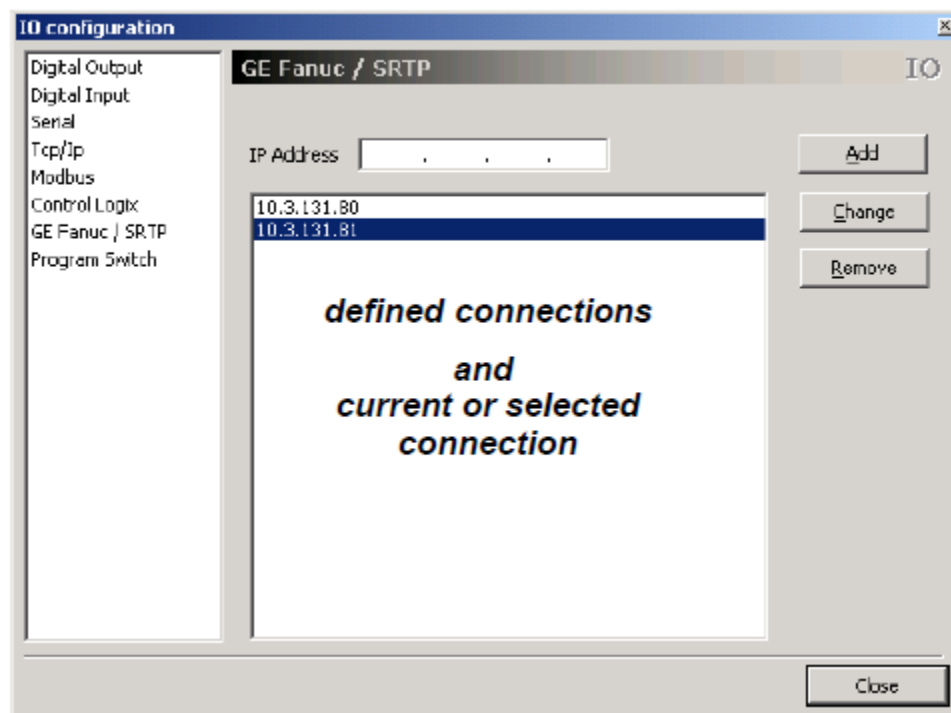 IO configuration
Digital Output
Digital Input
Serial
Tcp/Ip
Modbus
Control Logix
GE Fanuc / SRTP
Program Switch
GE Fanuc / SRTP
IO
IP Address . . .
Add
10.3.131.80
10.3.131.81
Change
Remove
defined connections
and
current or selected
connection
Close